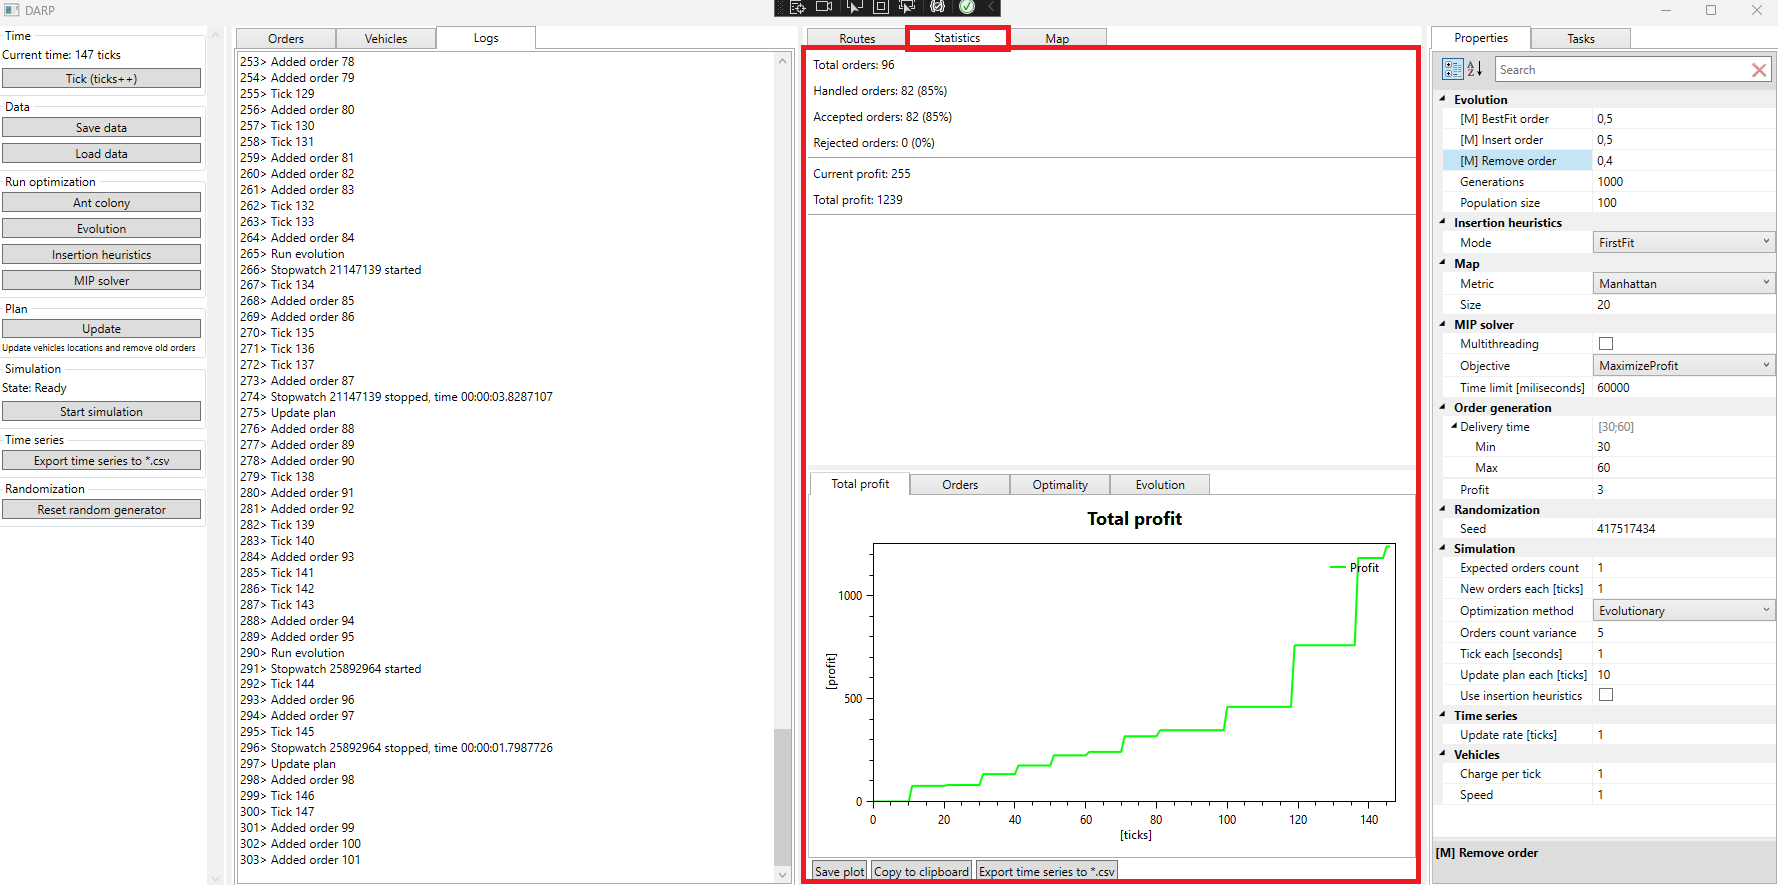 DARP
Time
Current time: 147 ticks
Tick (ticks++)
Data
Save data
Load data
Run optimization
Ant colony
Evolution
Insertion heuristics
MIP solver
Plan
Update
Update vehicles locations and remove old orders
Simulation
State: Ready
Start simulation
Time series
Export time series to *.csv
Randomization
Reset random generator
Orders Vehicles Logs
253> Added order 78
254> Added order 79
255> Tick 129
256> Added order 80
257> Tick 130
258> Tick 131
259> Added order 81
260> Added order 82
261> Added order 83
262> Tick 132
263> Tick 133
264> Added order 84
265> Run evolution
266> Stopwatch 21147139 started
267> Tick 134
268> Added order 85
269> Added order 86
270> Tick 135
271> Tick 136
272> Tick 137
273> Added order 87
274> Stopwatch 21147139 stopped, time 00:00:03.8287107
275> Update plan
276> Added order 88
277> Added order 89
278> Added order 90
279> Tick 138
280> Added order 91
281> Added order 92
282> Tick 139
283> Tick 140
284> Added order 93
285> Tick 141
286> Tick 142
287> Tick 143
288> Added order 94
289> Added order 95
290> Run evolution
291> Stopwatch 25892964 started
292> Tick 144
293> Added order 96
294> Added order 97
295> Tick 145
296> Stopwatch 25892964 stopped, time 00:00:01.7987726
297> Update plan
298> Added order 98
299> Tick 146
300> Tick 147
301> Added order 99
302> Added order 100
303> Added order 101
Routes Statistics Map
Total orders: 96
Handled orders: 82 (85%)
Accepted orders: 82 (85%)
Rejected orders: 0 (0%)
Current profit: 255
Total profit: 1239
Total profit Orders Optimality Evolution
Total profit
Profit
1000
500
0
[profit]
0 20 40 60 80 100 120 140
[ticks]
Save plot Copy to clipboard Export time series to *.csv
Properties Tasks
Search
Evolution
[M] BestFit order 0,5
[M] Insert order 0,5
[M] Remove order 0,4
Generations 1000
Population size 100
Insertion heuristics
Mode FirstFit
Map
Metric Manhattan
Size 20
MIP solver
Multithreading
Objective MaximizeProfit
Time limit [miliseconds] 60000
Order generation
Delivery time [30;60]
Min 30
Max 60
Profit 3
Randomization
Seed 417517434
Simulation
Expected orders count 1
New orders each [ticks] 1
Optimization method Evolutionary
Orders count variance 5
Tick each [seconds] 1
Update plan each [ticks] 10
Use insertion heuristics
Time series
Update rate [ticks] 1
Vehicles
Charge per tick 1
Speed 1
[M] Remove order